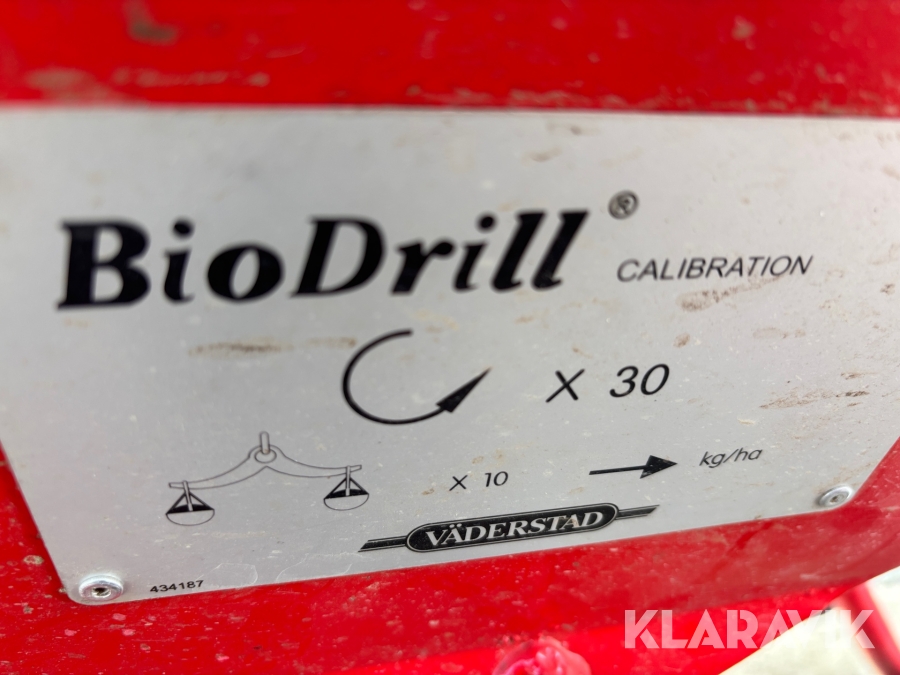 BioDrill ®
CALIBRATION
X 30
X 10
kg/ha
VÄDERSTAD
434187
KLARAVIK